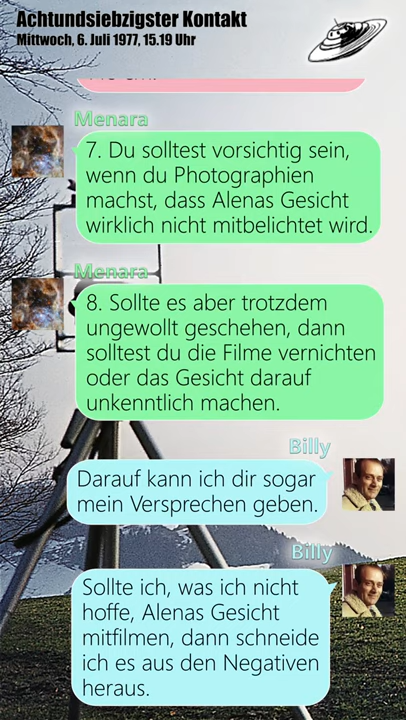 Achtundsiebzigster Kontakt
Mittwoch, 6. Juli 1977, 15.19 Uhr
Menara
7. Du solltest vorsichtig sein,
wenn du Photographien
machst, dass Alenas Gesicht
wirklich nicht mitbelichtet wird.
Menara
8. Sollte es aber trotzdem
ungewollt geschehen, dann
solltest du die Filme vernichten
oder das Gesicht darauf
unkenntlich machen.
Billy
Darauf kann ich dir sogar
mein Versprechen geben.
Billy
Sollte ich, was ich nicht
hoffe, Alenas Gesicht
mitfilmen, dann schneide
ich es aus den Negativen
heraus.